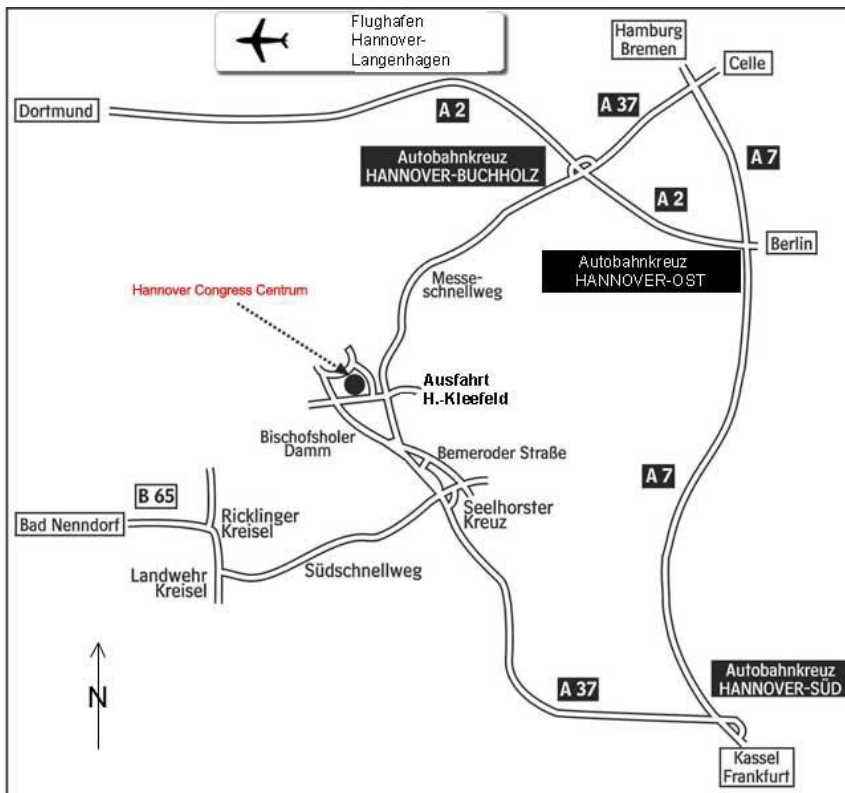 Flughafen
Hannover-
Langenhagen
Hamburg
Bremen
Celle
Dortmund
A 2
A 37
A 7
Autobahnkreuz
HANNOVER-BUCHHOLZ
A 2
Berlin
Autobahnkreuz
HANNOVER-OST
Messe-
schnellweg
Hannover Congress Centrum
Ausfahrt
H.-Kleefeld
Bischofsholer
Damm
Bemeroder Straße
A 7
B 65
Bad Nenndorf
Ricklinger
Kreisel
Seelhorster
Kreuz
Landwehr
Kreisel
Südschnellweg
N
A 37
Autobahnkreuz
HANNOVER-SÜD
Kassel
Frankfurt